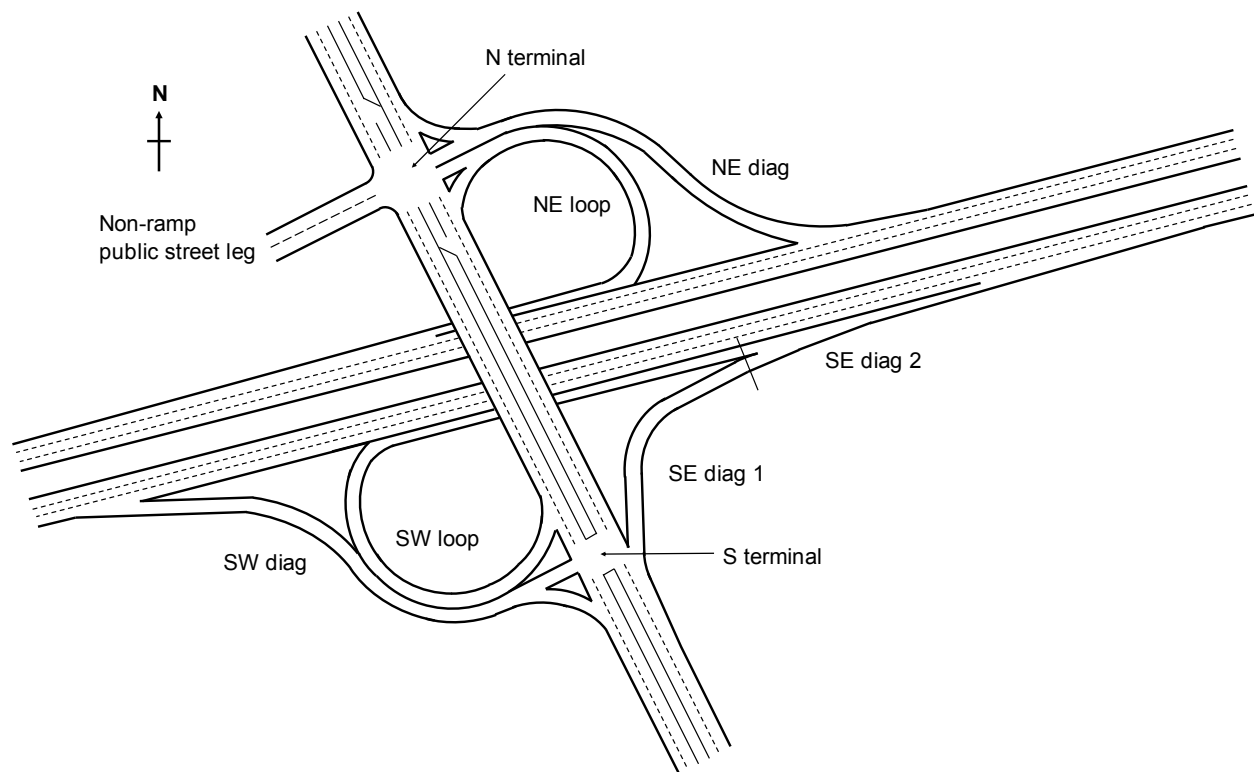 N terminal
N
NE diag
NE loop
Non-ramp
public street leg
SE diag 2
SE diag 1
SW loop
S terminal
SW diag